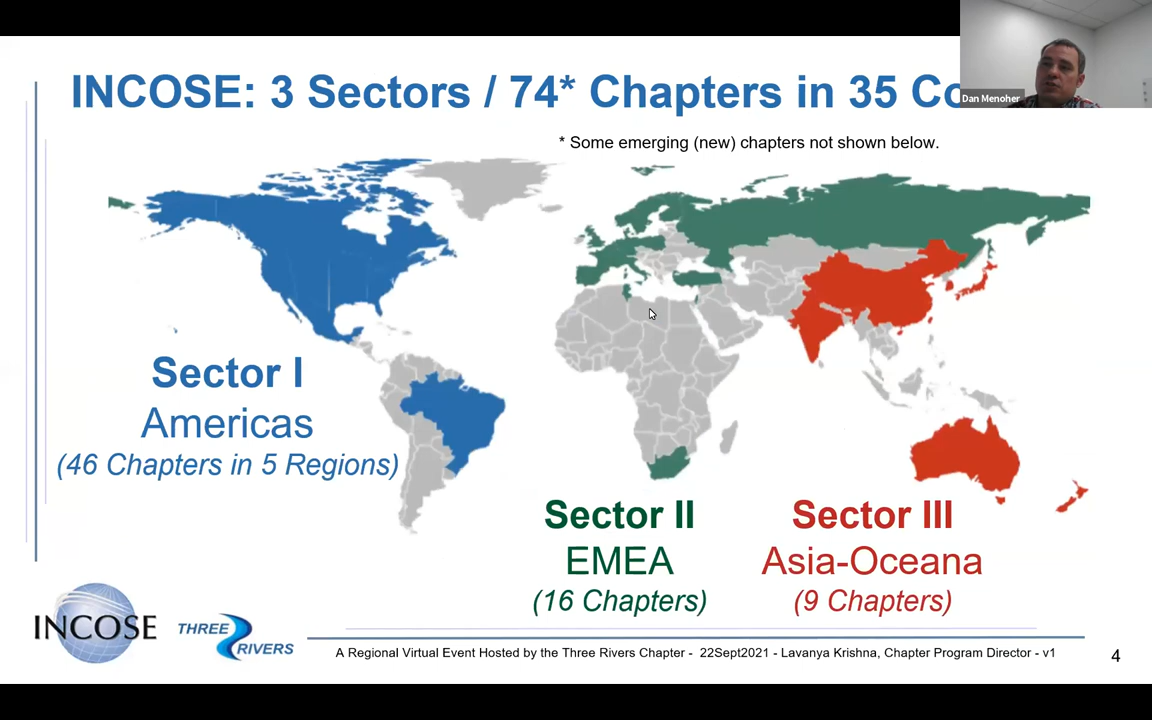 INCOSE: 3 Sectors / 74* Chapters in 35 Co
Dan Menoher
* Some emerging (new) chapters not shown below.
Sector I
Americas
(46 Chapters in 5 Regions)
Sector II
EMEA
(16 Chapters)
Sector III
Asia-Oceana
(9 Chapters)
INCOSE
THREE
RIVERS
A Regional Virtual Event Hosted by the Three Rivers Chapter - 22Sept2021 - Lavanya Krishna, Chapter Program Director - v1
4